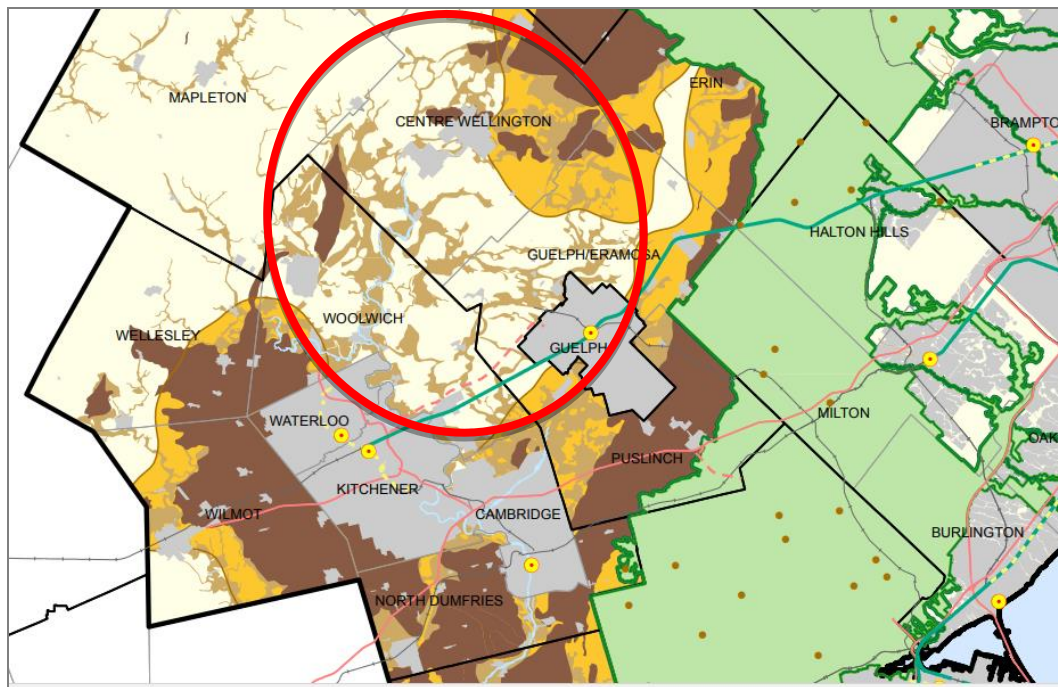 ERIN
MAPLETON
CENTRE WELLINGTON
BRAMPTO
HALTON HILLS
GUELPH/ERAMOSA
WOOLWICH
WELLESLEY
GUELPH
MILTON
WATERLOO
OAK
PUSLINCH
KITCHENER
WILMOT
CAMBRIDGE
BURLINGTON
NORTH DUMFRIES